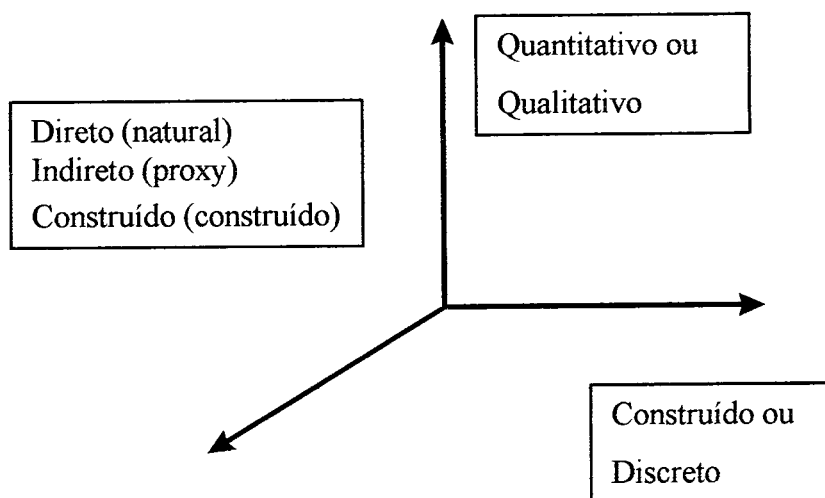 Quantitativo ou
Qualitativo
Direto (natural)
Indireto (proxy)
Construído (construído)
Construído ou
Discreto